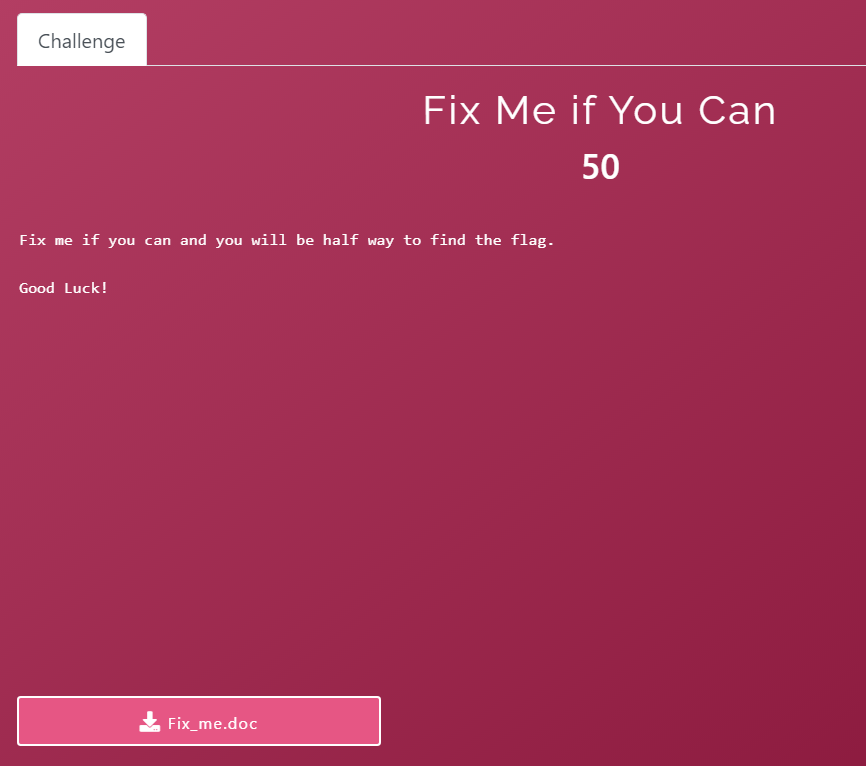 Challenge
Fix Me if You Can
50
Fix me if you can and you will be half way to find the flag.
Good Luck!
Fix_me.doc